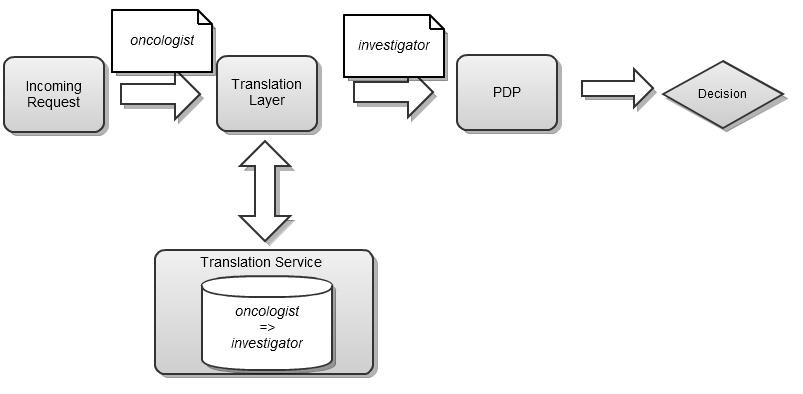 oncologist
investigator
Incoming
Request
Translation
Layer
PDP
Decision
Translation Service
oncologist
=>
investigator